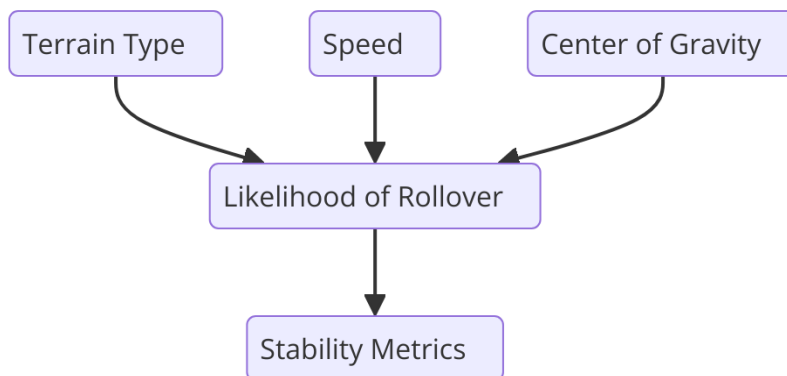 Terrain Type
Speed
Center of Gravity
Likelihood of Rollover
Stability Metrics